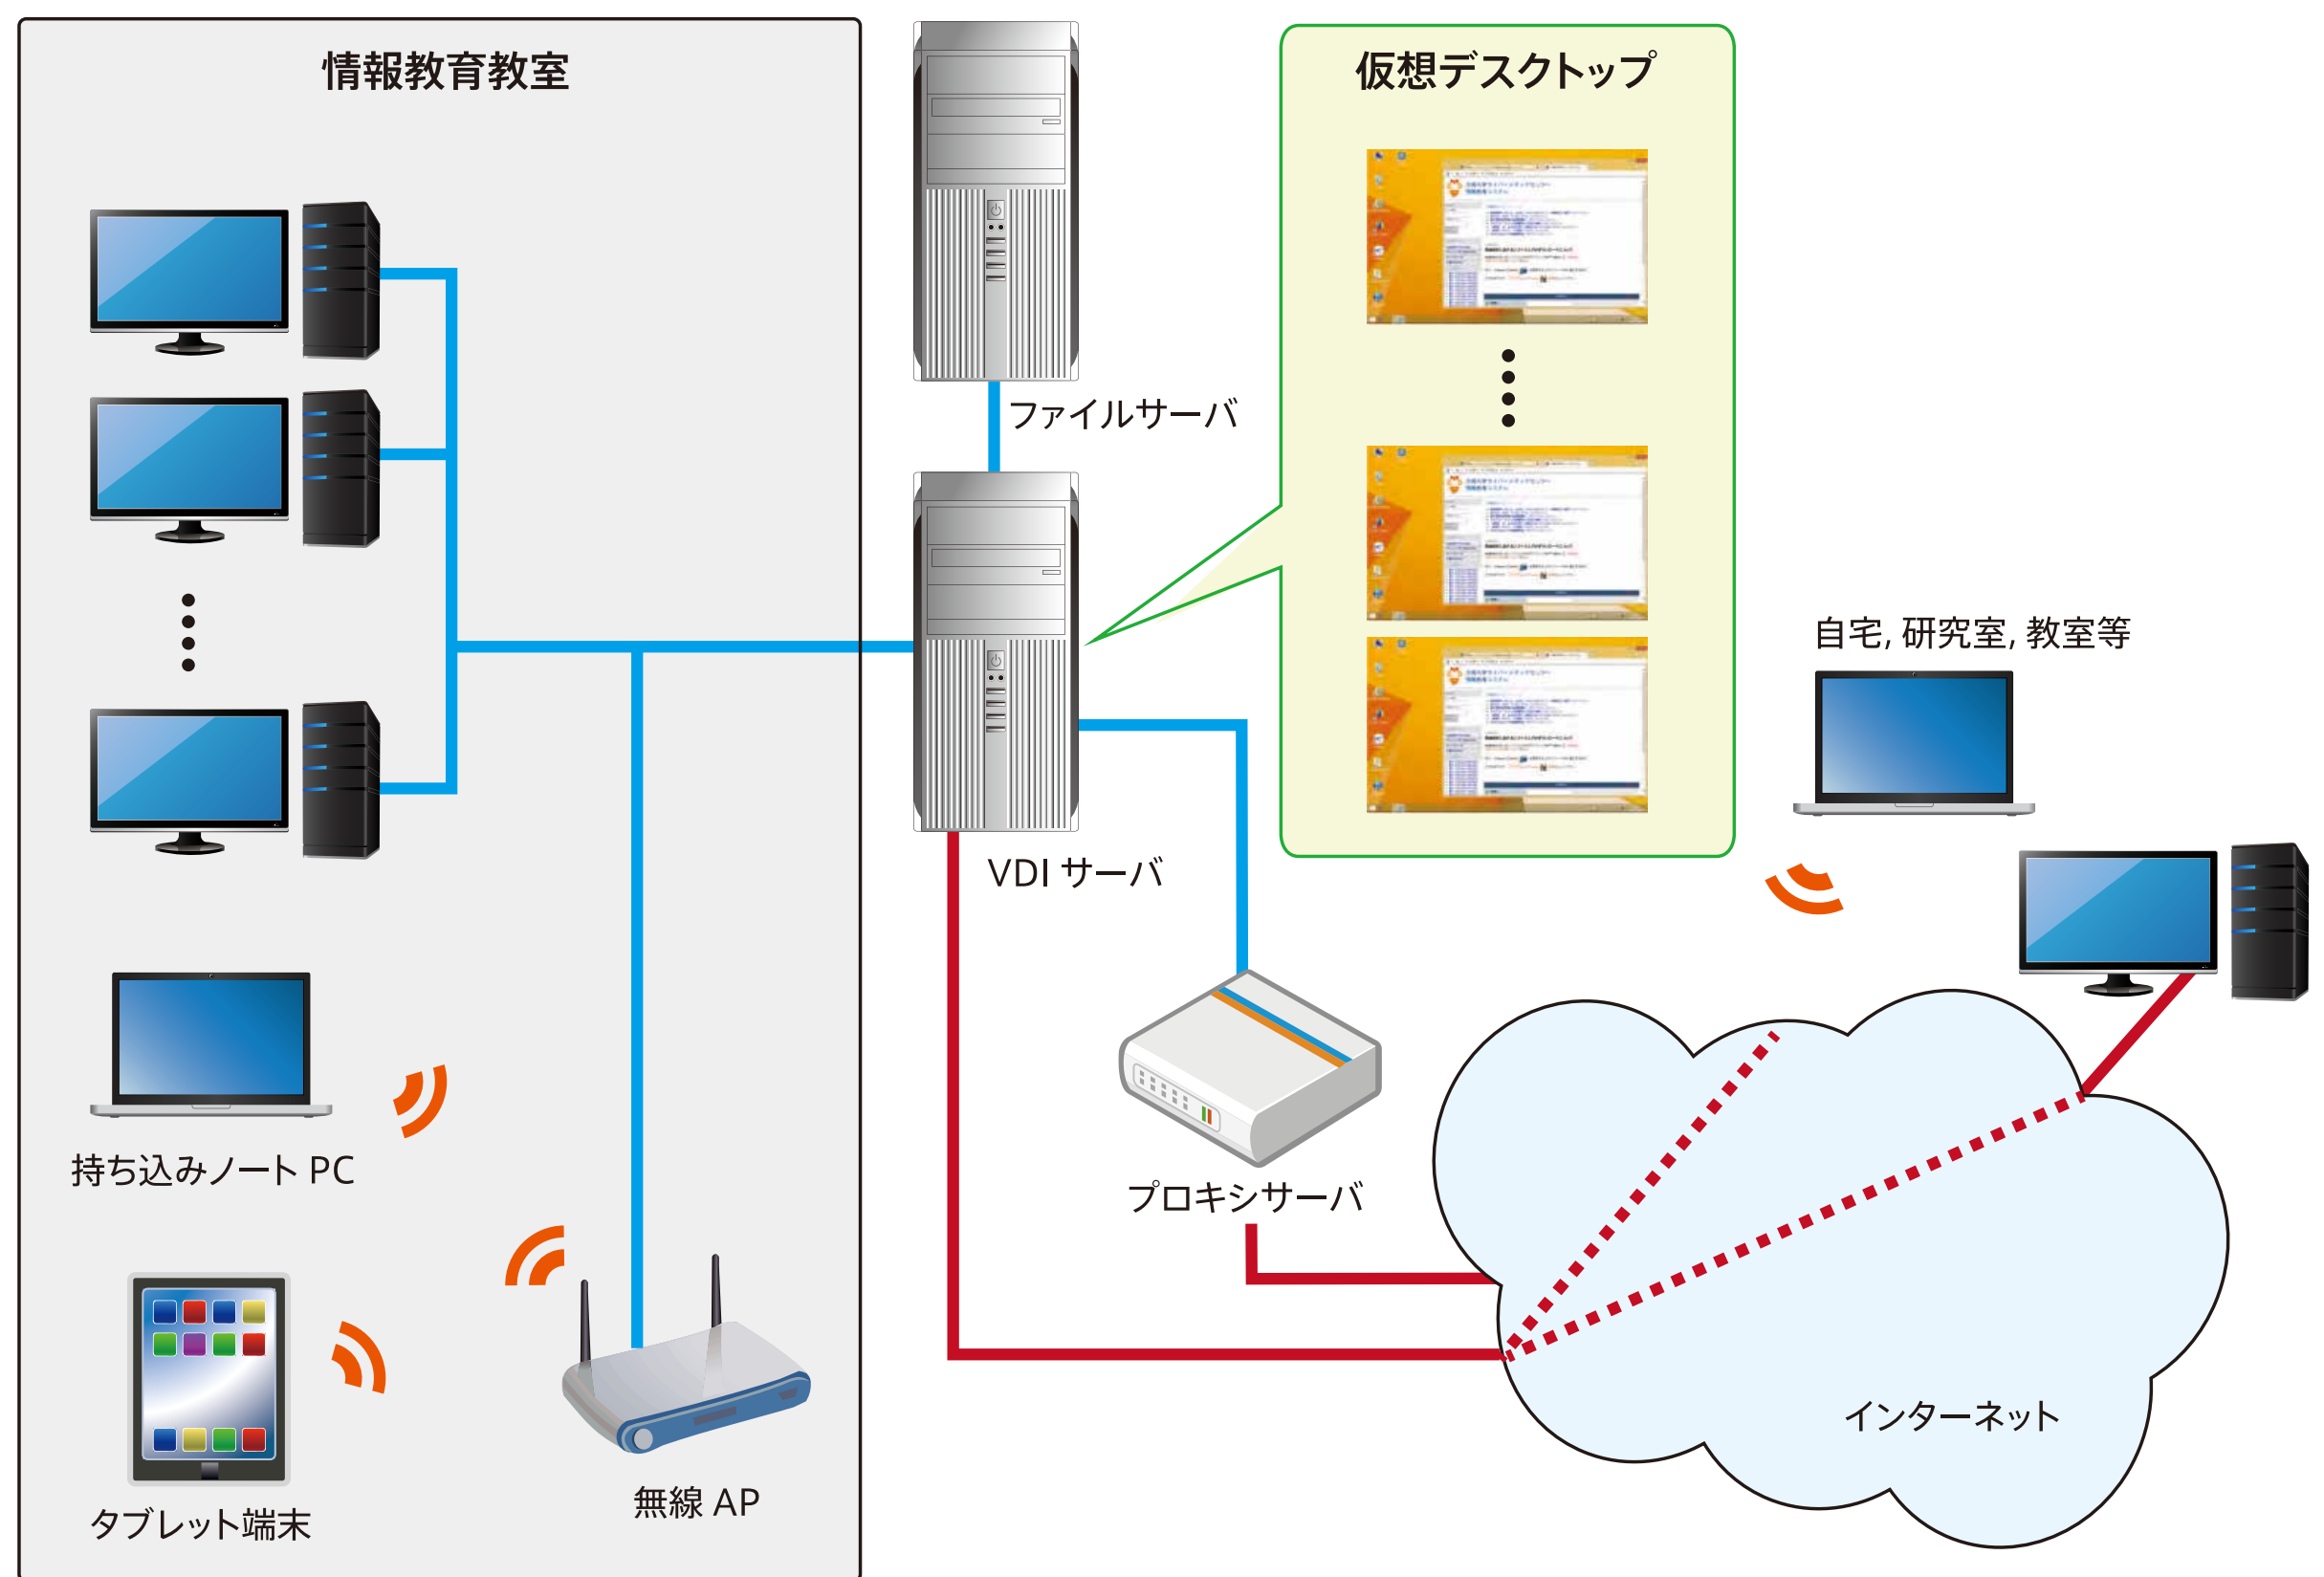 情報教育教室
仮想デスクトップ
ファイルサーバ
VDI サーバ
自宅, 研究室, 教室等
持ち込みノート PC
プロキシサーバ
インターネット
タブレット端末
無線 AP